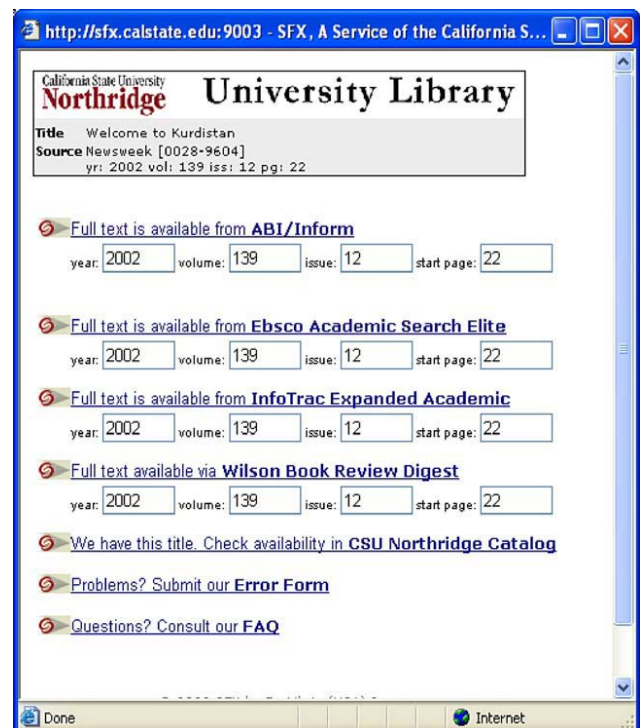 http://sfx.calstate.edu:9003 - SFX, A Service of the California S...
California State University
Northridge
University Library
Title Welcome to Kurdistan
Source Newsweek [0028-9604]
yr: 2002 vol: 139 iss: 12 pg: 22
Full text is available from ABI/Inform
year: 2002 volume: 139 issue: 12 start page: 22
Full text is available from Ebsco Academic Search Elite
year: 2002 volume: 139 issue: 12 start page: 22
Full text is available from InfoTrac Expanded Academic
year: 2002 volume: 139 issue: 12 start page: 22
Full text available via Wilson Book Review Digest
year: 2002 volume: 139 issue: 12 start page: 22
We have this title. Check availability in CSU Northridge Catalog
Problems? Submit our Error Form
Questions? Consult our FAQ
Done Internet